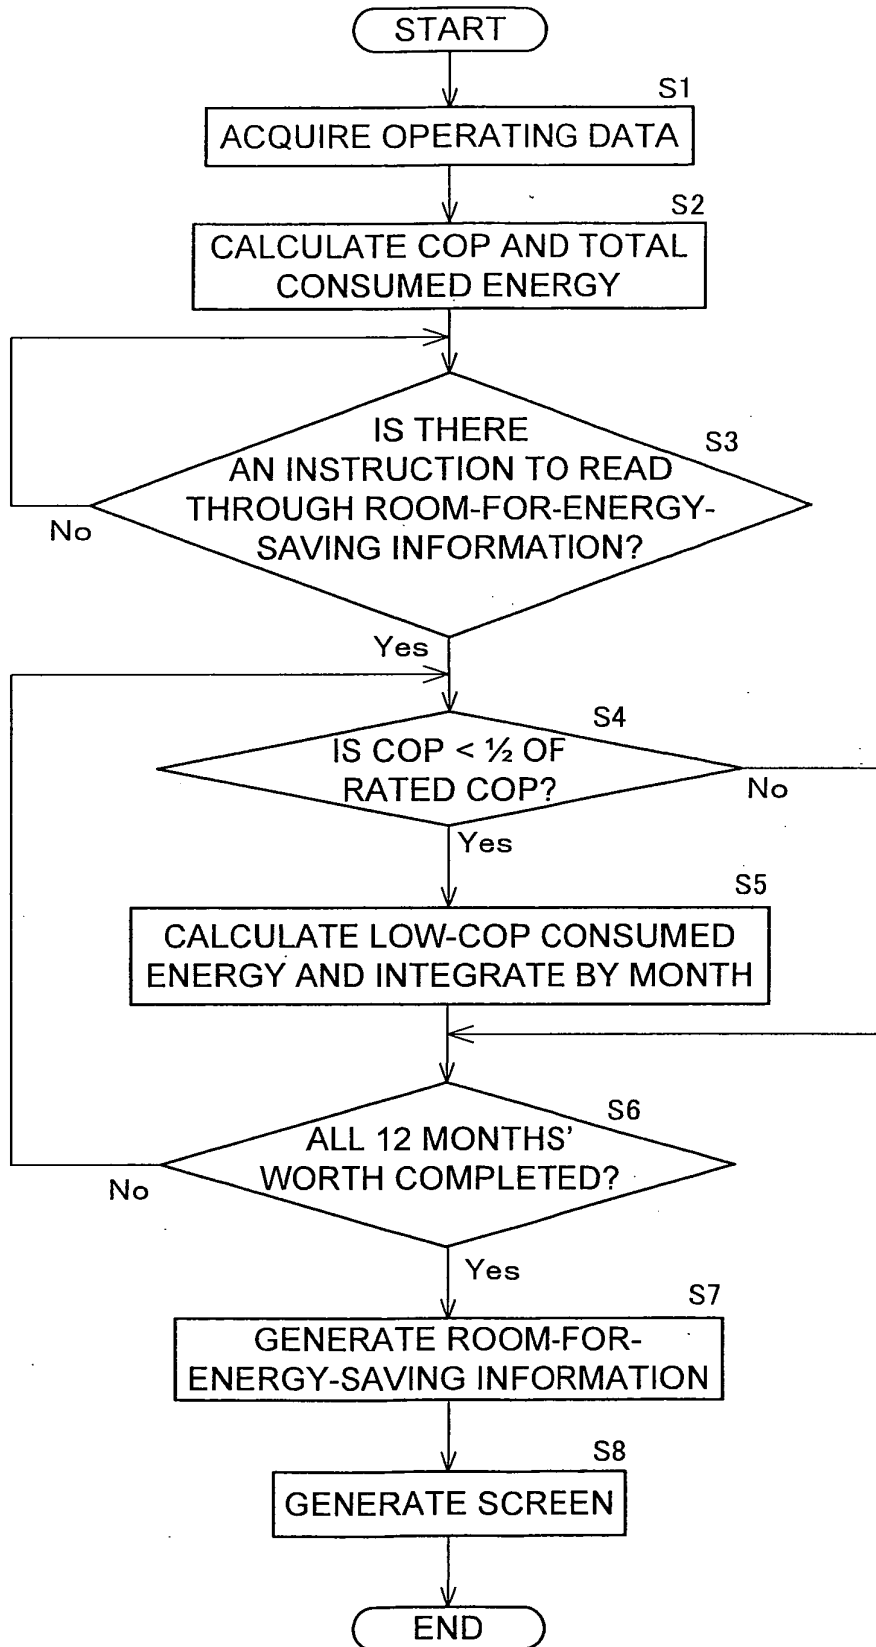 START
S1
ACQUIRE OPERATING DATA
S2
CALCULATE COP AND TOTAL
CONSUMED ENERGY
IS THERE
S3
AN INSTRUCTION TO READ
THROUGH ROOM-FOR-ENERGY-
SAVING INFORMATION?
No
Yes
S4
IS COP < ½ OF
RATED COP?
No
Yes
S5
CALCULATE LOW-COP CONSUMED
ENERGY AND INTEGRATE BY MONTH
S6
ALL 12 MONTHS'
WORTH COMPLETED?
No
Yes
S7
GENERATE ROOM-FOR-
ENERGY-SAVING INFORMATION
S8
GENERATE SCREEN
END